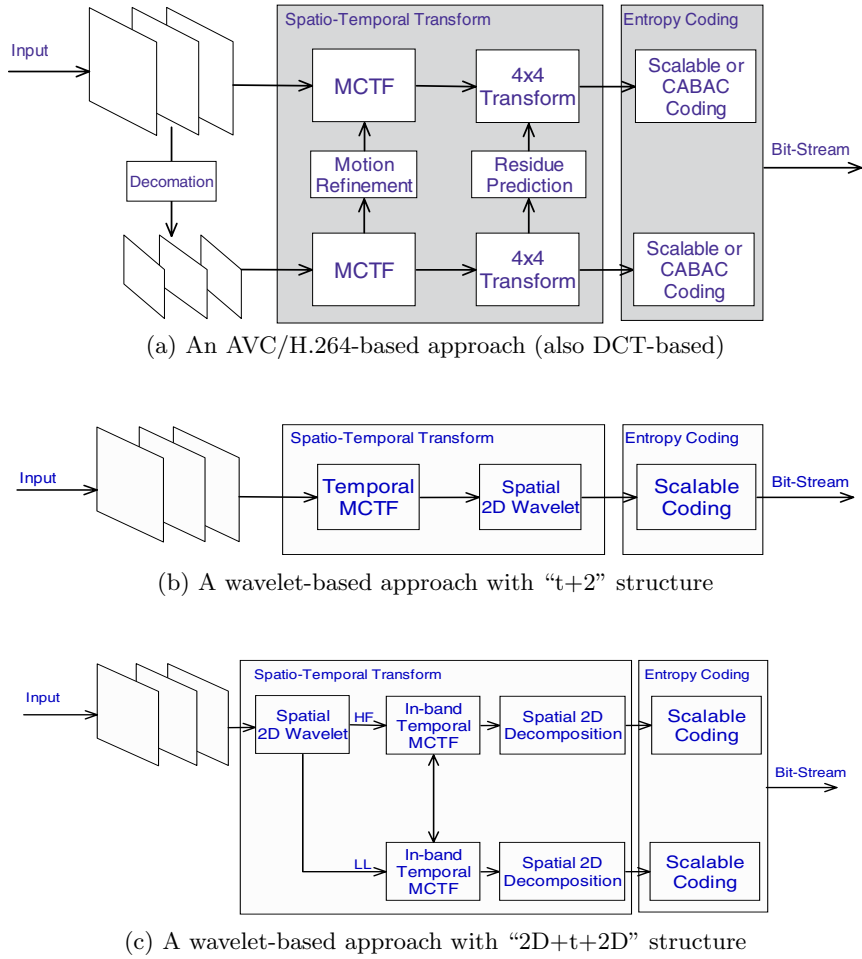 Spatio-Temporal Transform
Entropy Coding
Input
MCTF
4x4
Transform
Scalable or
CABAC
Coding
Decomation
Motion
Refinement
Residue
Prediction
Bit-Stream
MCTF
4x4
Transform
Scalable or
CABAC
Coding
(a) An AVC/H.264-based approach (also DCT-based)
Spatio-Temporal Transform
Entropy Coding
Input
Temporal
MCTF
Spatial
2D Wavelet
Scalable
Coding
Bit-Stream
(b) A wavelet-based approach with “t+2” structure
Spatio-Temporal Transform
Entropy Coding
Input
Spatial
2D Wavelet
HF
In-band
Temporal
MCTF
Spatial 2D
Decomposition
Scalable
Coding
Bit-Stream
LL
In-band
Temporal
MCTF
Spatial 2D
Decomposition
Scalable
Coding
(c) A wavelet-based approach with “2D+t+2D” structure